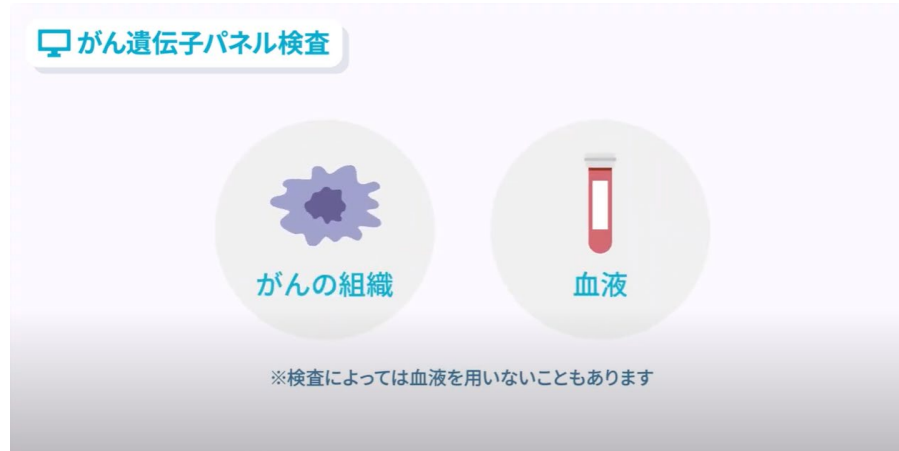 がん遺伝子パネル検査
がんの組織
血液
※検査によっては血液を用いないこともあります